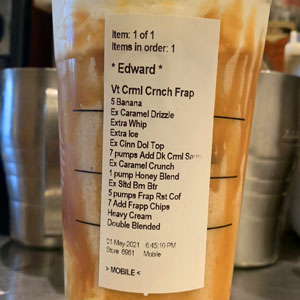 Item: 1 of 1
Items in order: 1
* Edward *
Vt Crml Crnch Frap
5 Banana
Ex Caramel Drizzle
Extra Whip
Extra Ice
Ex Cinn Dol Top
7 pumps Add Dk Crml Sauc
Ex Caramel Crunch
1 pump Honey Blend
Ex Sltd Brn Btr
5 pumps Frap Rst Cof
7 Add Frapp Chips
Heavy Cream
Double Blended
01-May-2021 6:45:10 PM
Store 6961 Mobile
> MOBILE <